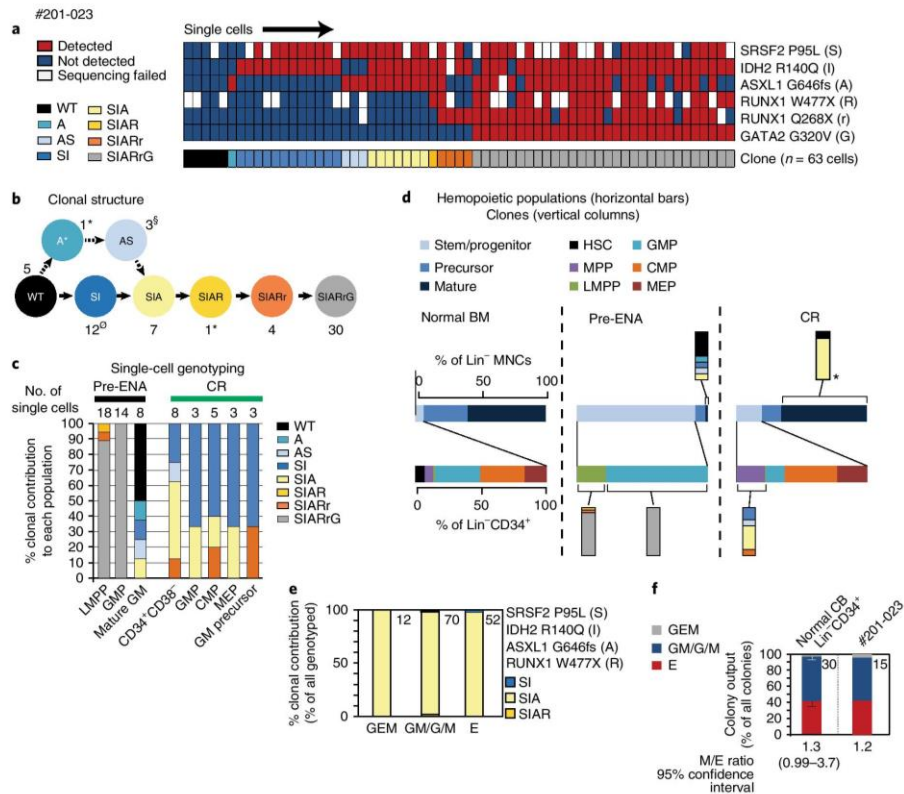 #201-023
a
Single cells
Detected
Not detected
Sequencing failed
WT
A
AS
SI
SIA
SIAR
SIARr
SIARrG
SRSF2 P95L (S)
IDH2 R140Q (I)
ASXL1 G646fs (A)
RUNX1 W477X (R)
RUNX1 Q268X (r)
GATA2 G320V (G)
Clone (n = 63 cells)
b
Clonal structure
1*
3§
A*
AS
5
WT
SI
SIA
SIAR
SIARr
SIARrG
12Ø
7
1*
4
30
c
Single-cell genotyping
No. of
single cells
Pre-ENA
CR
18 14 8 8 3 5 3 3
% clonal contribution
to each population
100
90
80
70
60
50
40
30
20
10
0
LMPP
GMP
Mature GM
CD34+CD38−
GMP
CMP
MEP
GM precursor
WT
A
AS
SI
SIA
SIAR
SIARr
SIARrG
d
Hemopoietic populations (horizontal bars)
Clones (vertical columns)
Stem/progenitor
Precursor
Mature
HSC
MPP
LMPP
GMP
CMP
MEP
Normal BM
Pre-ENA
CR
% of Lin− MNCs
0 50 100
*
0 50 100
% of Lin−CD34+
e
% clonal contribution
(% of all genotyped)
100
50
0
12
70
52
GEM
GM/G/M
E
SRSF2 P95L (S)
IDH2 R140Q (I)
ASXL1 G646fs (A)
RUNX1 W477X (R)
SI
SIA
SIAR
f
GEM
GM/G/M
E
Normal CB
Lin−CD34+
#201-023
Colony output
(% of all colonies)
100
80
60
40
20
0
30
15
1.3
1.2
M/E ratio
(0.99–3.7)
95% confidence
interval